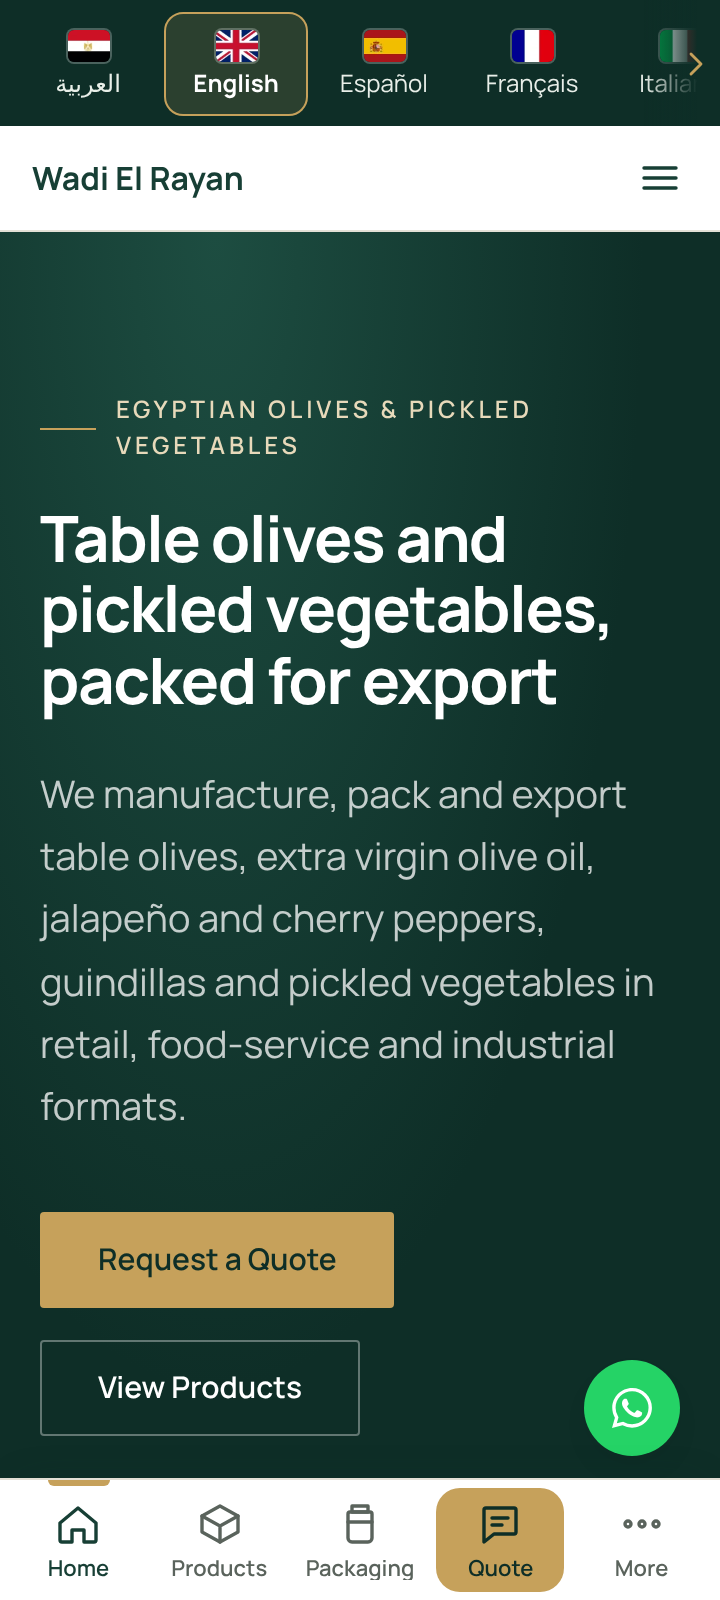 العربية
English
Español
Français
Italia
Wadi El Rayan
EGYPTIAN OLIVES & PICKLED
VEGETABLES
Table olives and
pickled vegetables,
packed for export
We manufacture, pack and export
table olives, extra virgin olive oil,
jalapeño and cherry peppers,
guindillas and pickled vegetables in
retail, food-service and industrial
formats.
Request a Quote
View Products
Home
Products
Packaging
Quote
More